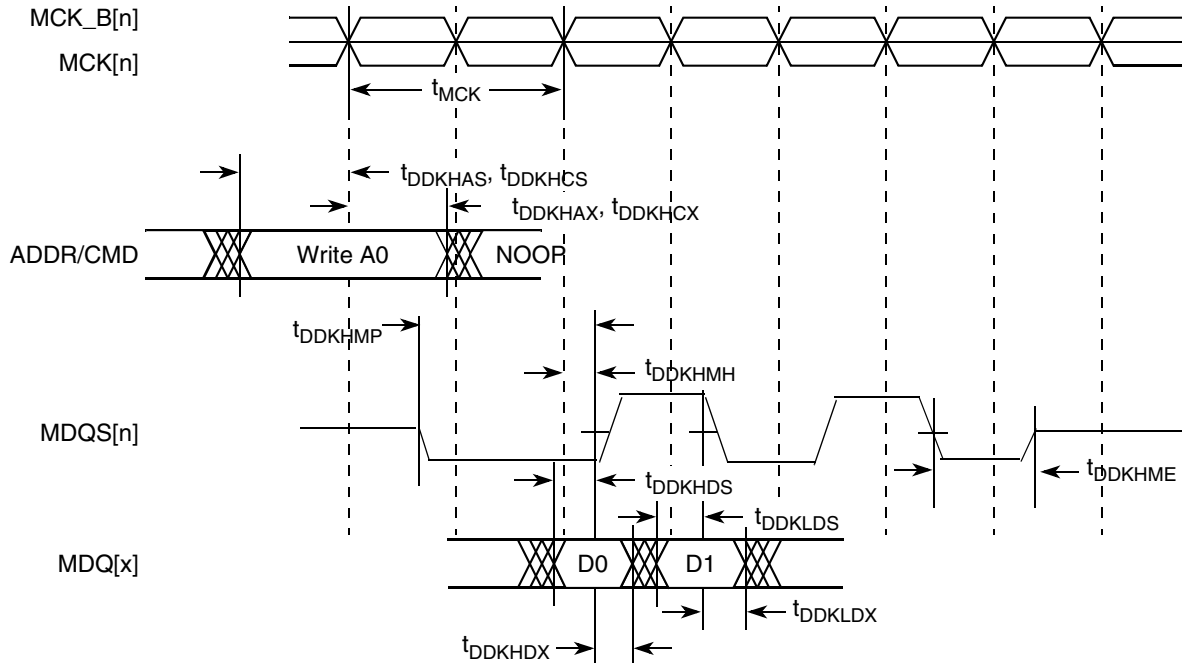 MCK_B[n]
MCK[n]
tMCK
tDDKHAS, tDDKHCS
tDDKHAX, tDDKHCX
ADDR/CMD
Write A0
NOOP
tDDKHMP
tDDKHMH
MDQS[n]
tDDKHME
tDDKHDS
tDDKLDS
MDQ[x]
D0
D1
tDDKLDX
tDDKHDX